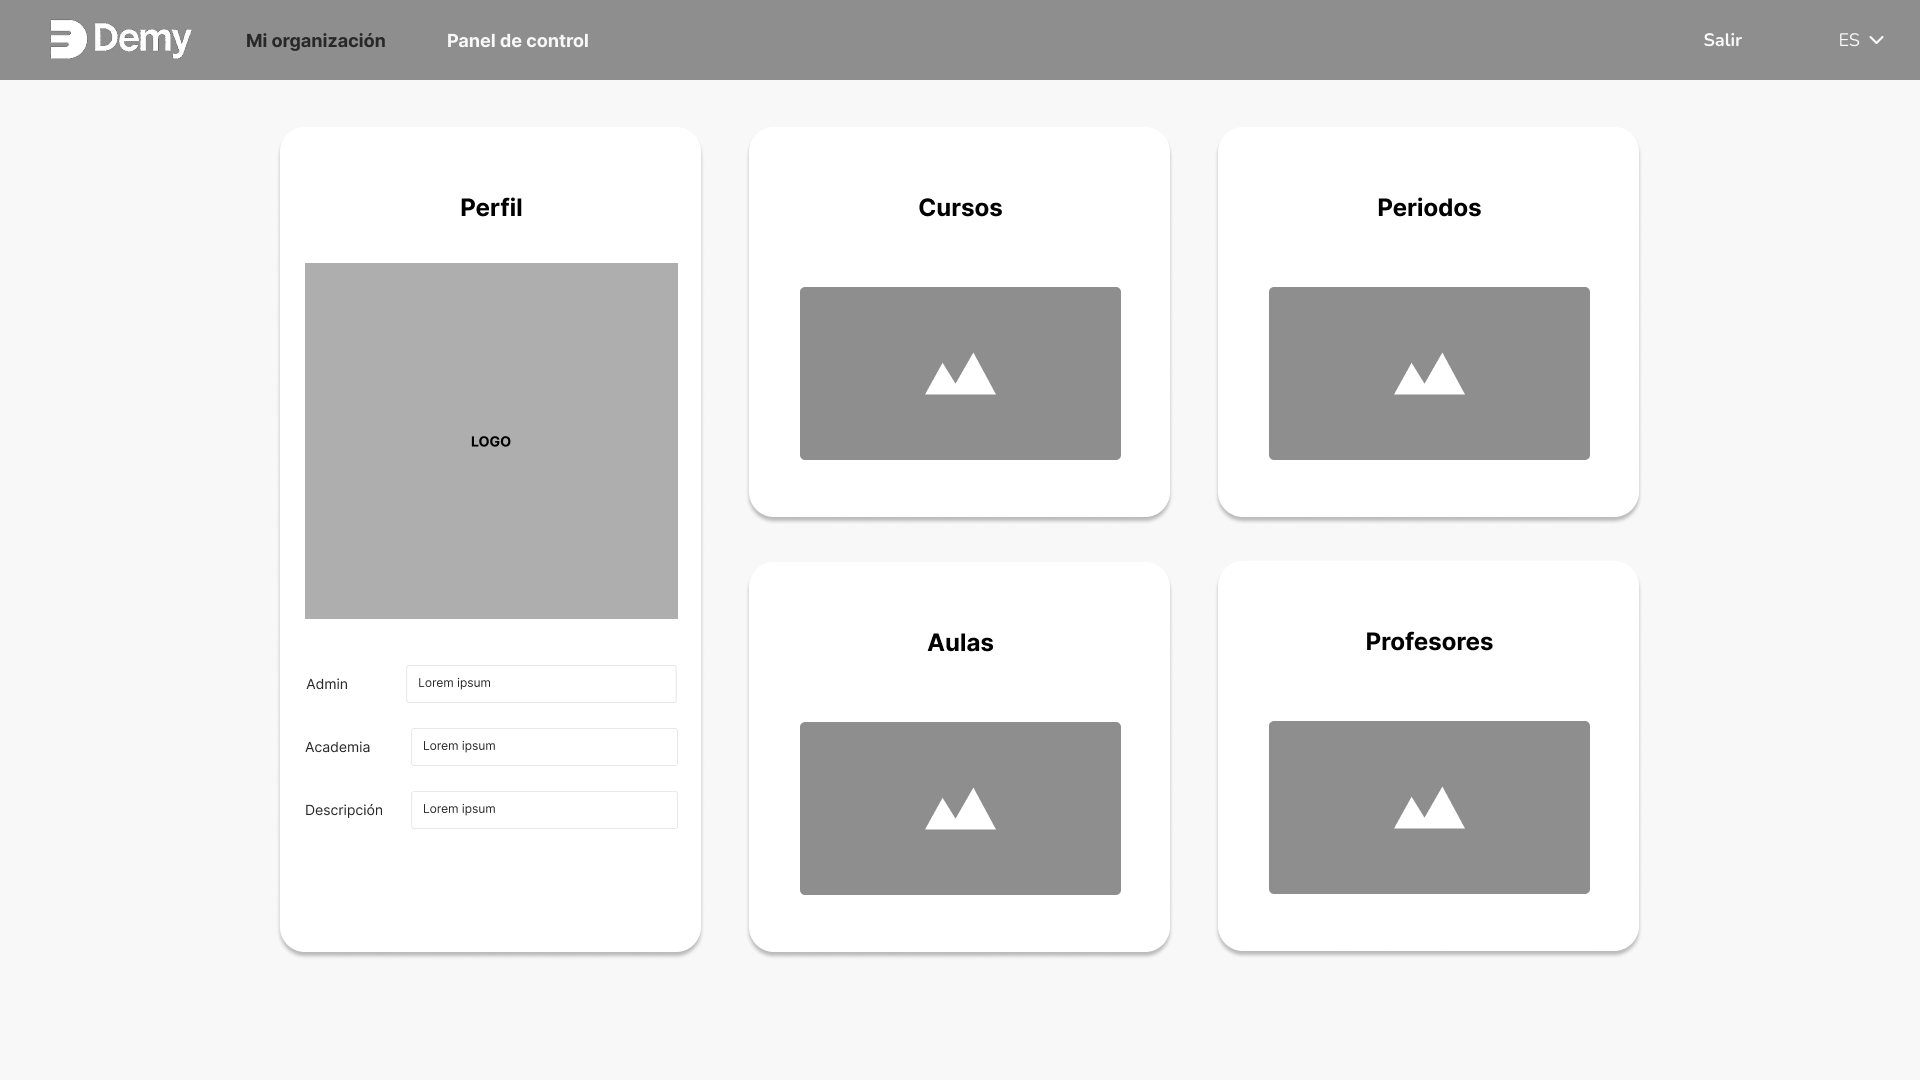 Demy
Mi organización
Panel de control
Salir
ES
Perfil
LOGO
Admin
Lorem ipsum
Academia
Lorem ipsum
Descripción
Lorem ipsum
Cursos
Periodos
Aulas
Profesores